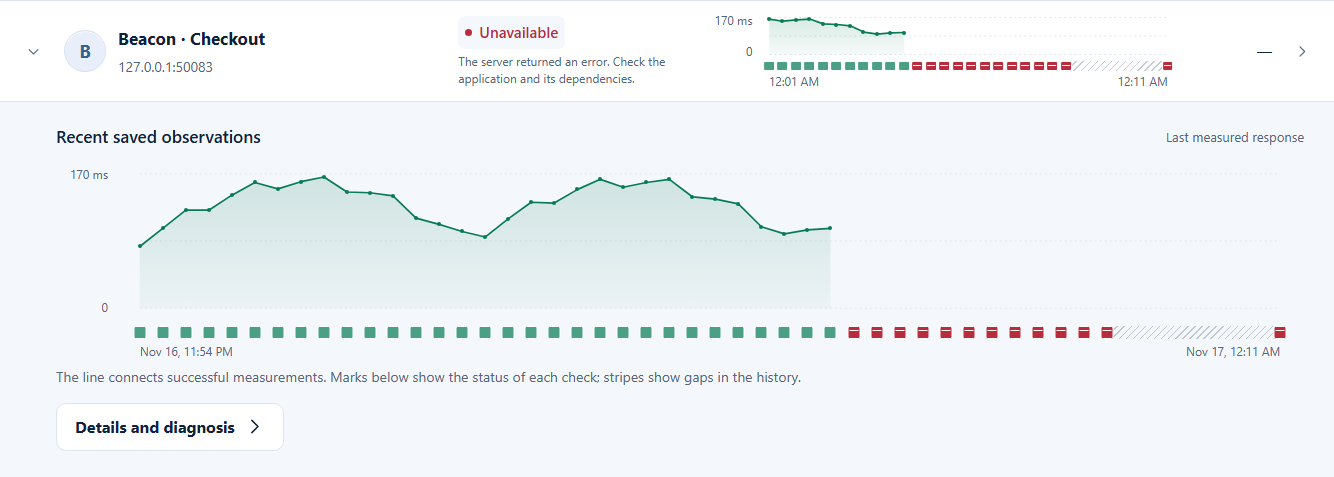 B
Beacon · Checkout
127.0.0.1:50083
Unavailable
The server returned an error. Check the
application and its dependencies.
170 ms
0
12:01 AM
12:11 AM
—
Recent saved observations
Last measured response
170 ms
0
Nov 16, 11:54 PM
Nov 17, 12:11 AM
The line connects successful measurements. Marks below show the status of each check; stripes show gaps in the history.
Details and diagnosis